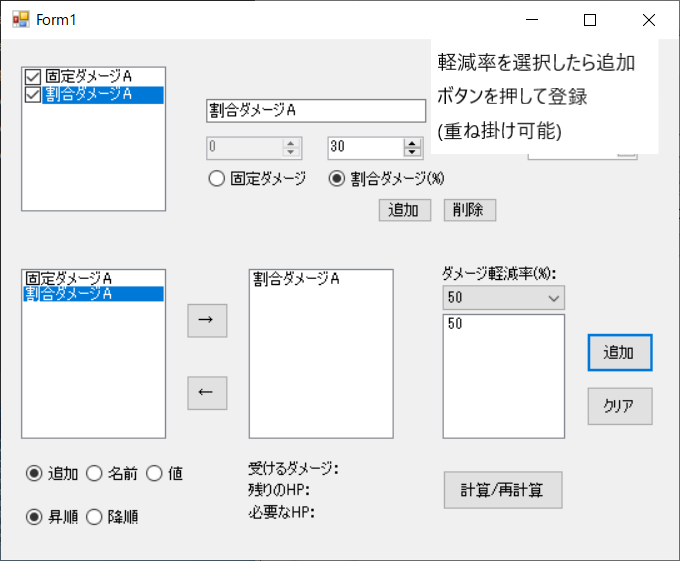 Form1
軽減率を選択したら追加
ボタンを押して登録
(重ね掛け可能)
固定ダメージA
割合ダメージA
割合ダメージA
0
30
固定ダメージ
割合ダメージ(%)
追加
削除
固定ダメージA
割合ダメージA
→
←
割合ダメージA
ダメージ軽減率(%):
50
50
追加
クリア
追加
名前
値
昇順
降順
受けるダメージ:
残りのHP:
必要なHP:
計算/再計算